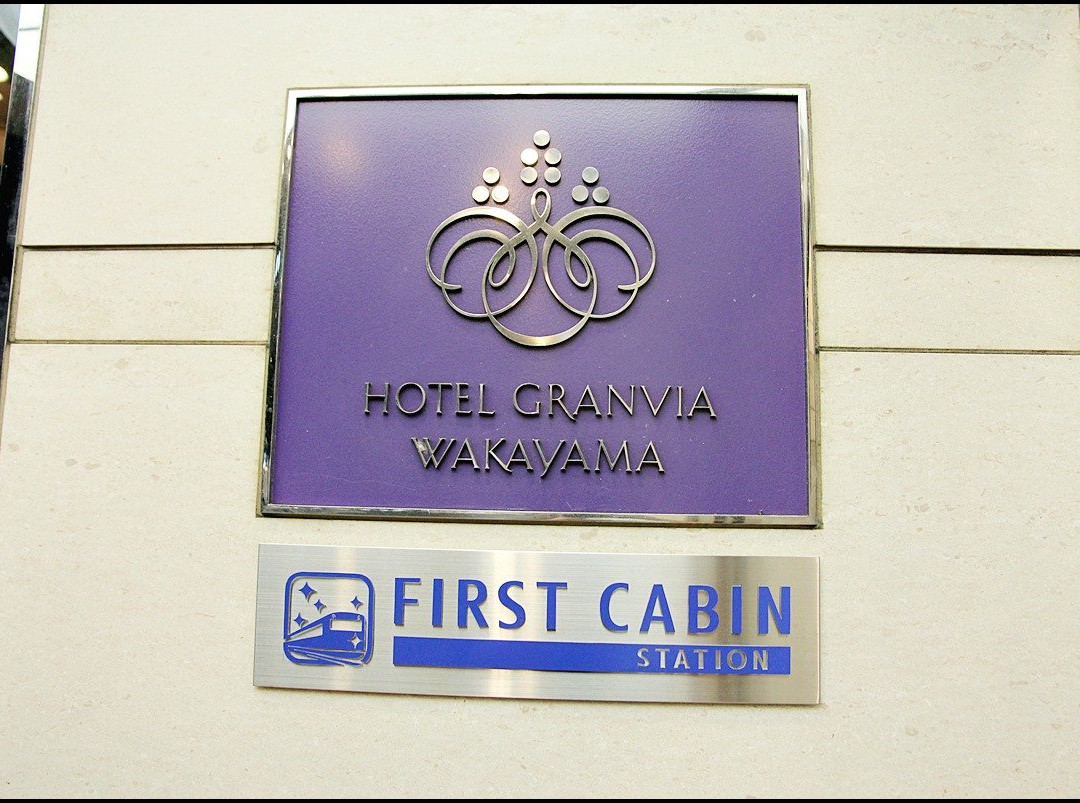 HOTEL GRANVIA
WAKAYAMA
FIRST CABIN
STATION